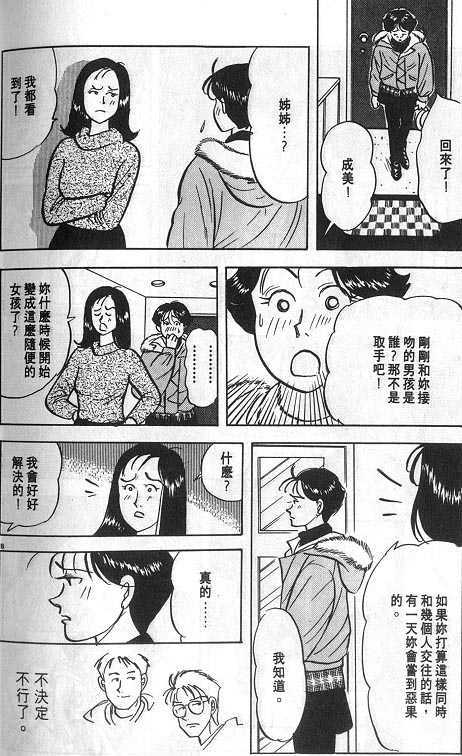 回來了！
成美！
姊姊…？
我都看
到了！
剛剛和妳接
吻的男孩是
誰？那不是
取手吧！
…………
…………
妳什麼時候開始
變成這麼隨便的
女孩了？
如果妳打算這樣同時
和幾個人交往的話，
有一天妳會嘗到惡果
的。
我知道。
什麼？
我會好好
解決的！
真的……
不決定
不行了。